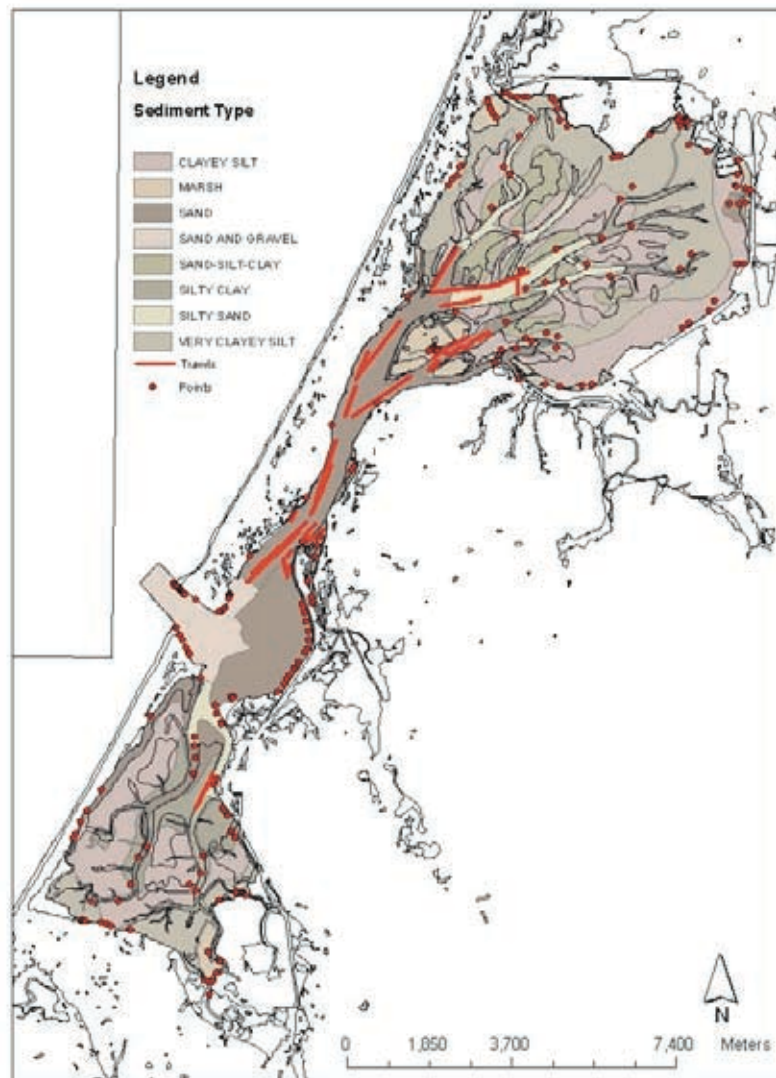 Legend
Sediment Type
CLAYEY SILT
MARSH
SAND
SAND AND GRAVEL
SAND-SILT-CLAY
SILTY CLAY
SILTY SAND
VERY CLAYEY SILT
Trawls
Points
N
0 1,850 3,700 7,400 Meters